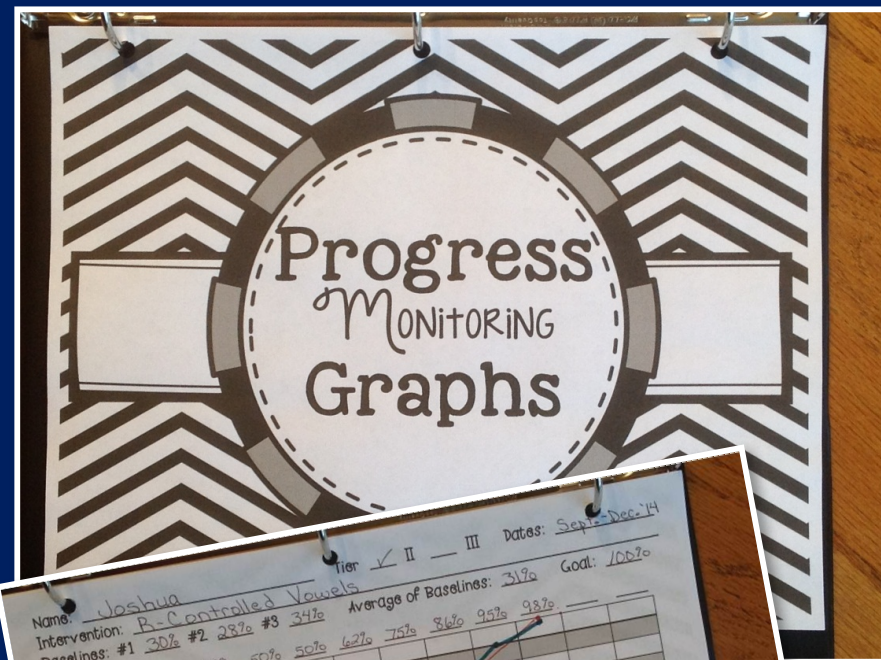 Progress
Monitoring
Graphs
Tier ✓ II __ III Dates: Sept.-Dec. '14
Name: Joshua
Intervention: R-Controlled Vowels Average of Baselines: 31% Goal: 100%
Baselines: #1 30% #2 28% #3 34%
50% 50% 62% 75% 86% 95% 98%